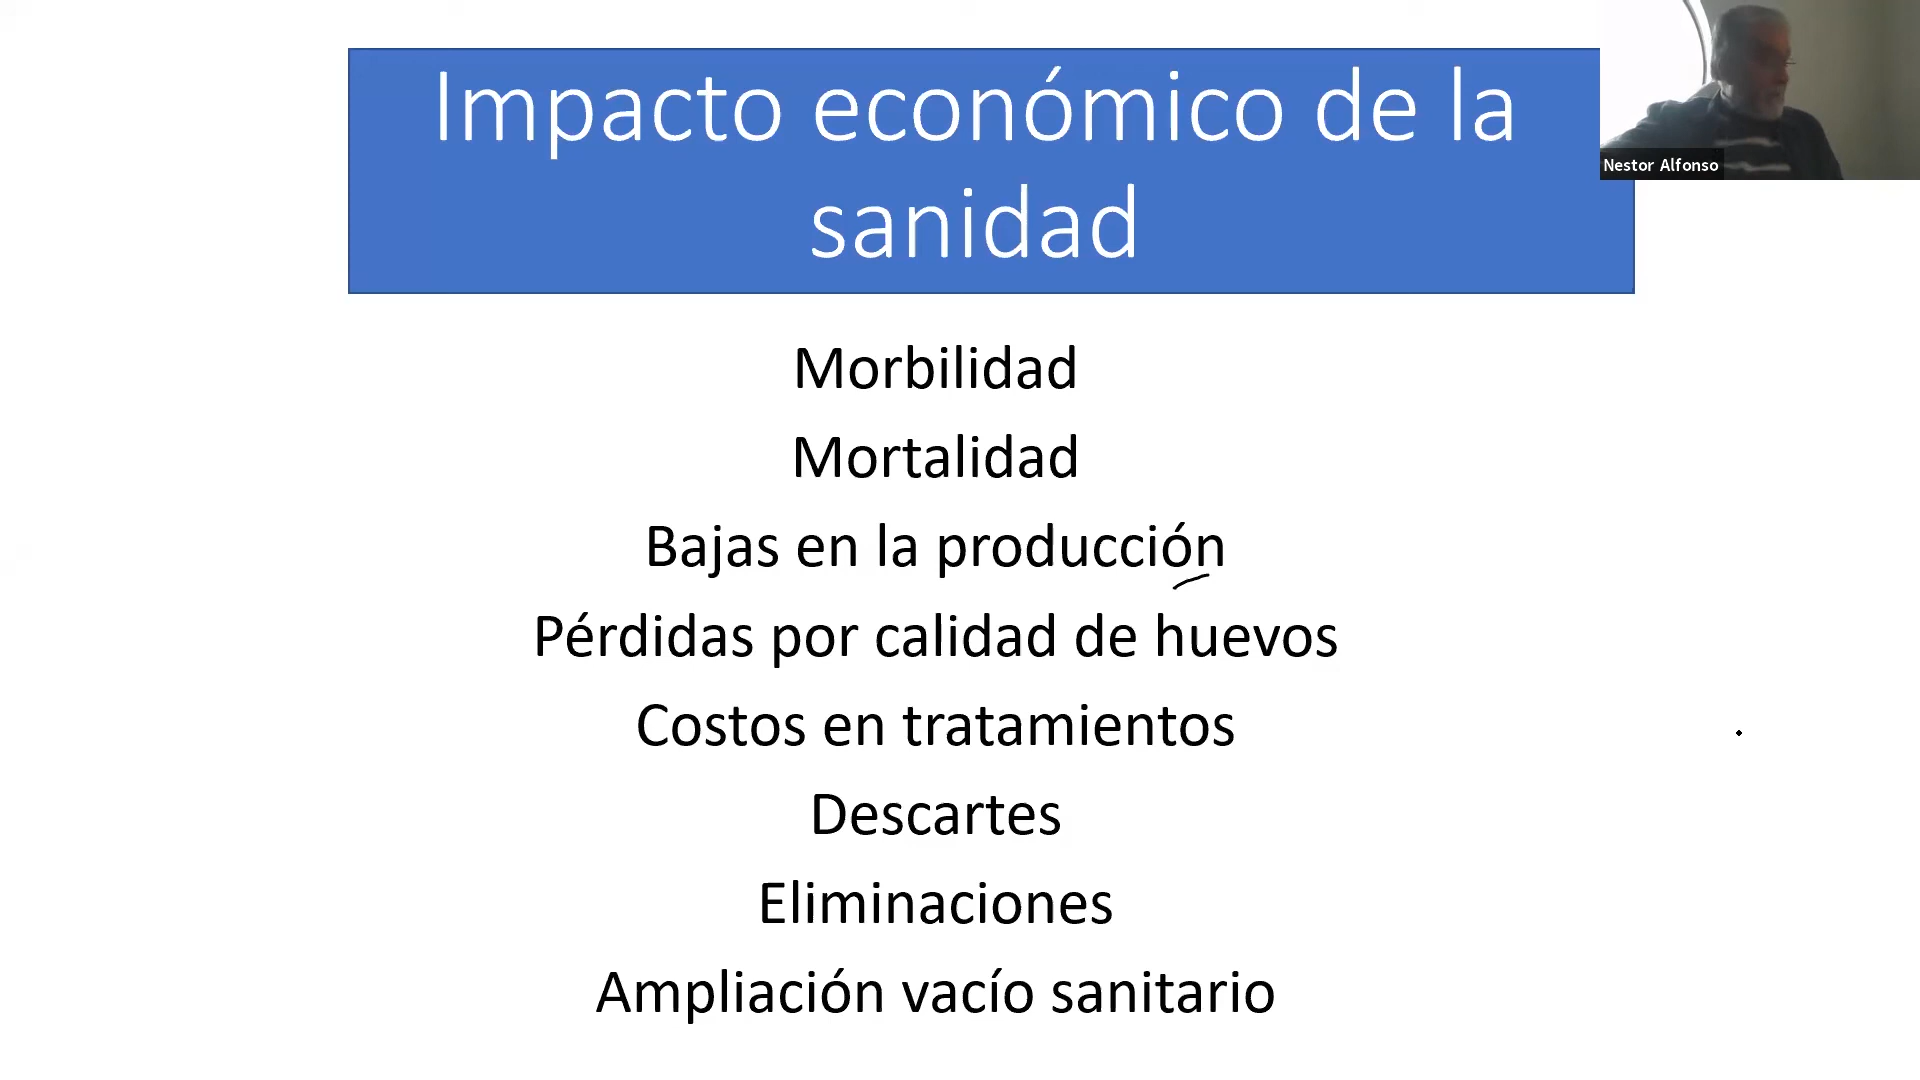 Impacto económico de la
sanidad
Nestor Alfonso
Morbilidad
Mortalidad
Bajas en la producción
Pérdidas por calidad de huevos
Costos en tratamientos
Descartes
Eliminaciones
Ampliación vacío sanitario